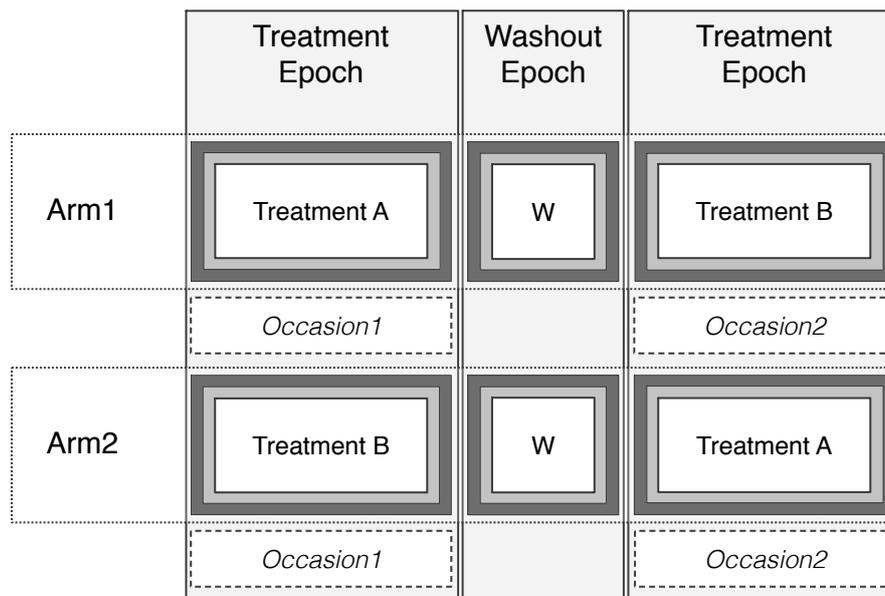 Treatment
Epoch
Washout
Epoch
Treatment
Epoch
Arm1
Treatment A
W
Treatment B
Occasion1
Occasion2
Arm2
Treatment B
W
Treatment A
Occasion1
Occasion2